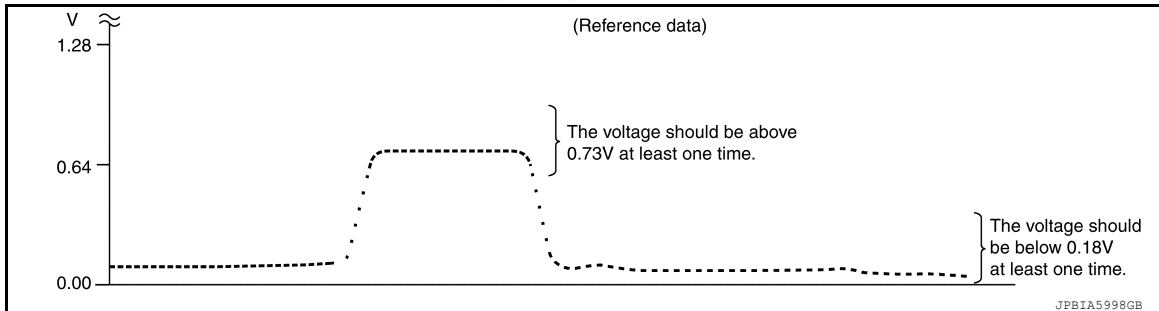 V
(Reference data)
1.28
The voltage should be above
0.73V at least one time.
0.64
The voltage should
be below 0.18V
at least one time.
0.00
JPBIA5998GB